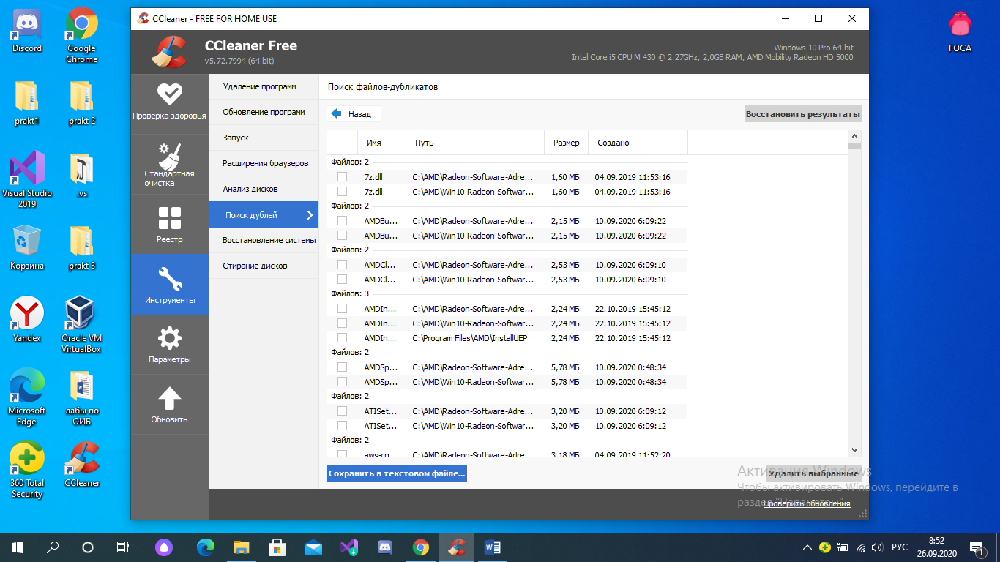 Discord
Google
Chrome
prakt1
prakt 2
Visual Studio
2019
.vs
Корзина
prakt 3
Yandex
Oracle VM
VirtualBox
Microsoft
Edge
лабы по
ОИБ
360 Total
Security
CCleaner
FOCA
CCleaner - FREE FOR HOME USE
CCleaner Free
v5.72.7994 (64-bit)
Windows 10 Pro 64-bit
Intel Core i5 CPU M 430 @ 2.27GHz, 2,0GB RAM, AMD Mobility Radeon HD 5000
Проверка здоровья
Стандартная
очистка
Реестр
Инструменты
Параметры
Обновить
Удаление программ
Обновление программ
Запуск
Расширения браузеров
Анализ дисков
Поиск дублей
Восстановление системы
Стирание дисков
Поиск файлов-дубликатов
Назад
Восстановить результаты
Имя Путь Размер Создано
Файлов: 2
7z.dll C:\AMD\Radeon-Software-Adre... 1,60 МБ 04.09.2019 11:53:16
7z.dll C:\AMD\Win10-Radeon-Softwar... 1,60 МБ 04.09.2019 11:53:16
Файлов: 2
AMDBu... C:\AMD\Radeon-Software-Adre... 2,15 МБ 10.09.2020 6:09:22
AMDBu... C:\AMD\Win10-Radeon-Softwar... 2,15 МБ 10.09.2020 6:09:22
Файлов: 2
AMDCl... C:\AMD\Radeon-Software-Adre... 2,53 МБ 10.09.2020 6:09:10
AMDCl... C:\AMD\Win10-Radeon-Softwar... 2,53 МБ 10.09.2020 6:09:10
Файлов: 3
AMDIn... C:\AMD\Radeon-Software-Adre... 2,24 МБ 22.10.2019 15:45:12
AMDIn... C:\AMD\Win10-Radeon-Softwar... 2,24 МБ 22.10.2019 15:45:12
AMDIn... C:\Program Files\AMD\InstallUEP 2,24 МБ 22.10.2019 15:45:12
Файлов: 2
AMDSp... C:\AMD\Radeon-Software-Adre... 5,78 МБ 10.09.2020 0:48:34
AMDSp... C:\AMD\Win10-Radeon-Softwar... 5,78 МБ 10.09.2020 0:48:34
Файлов: 2
ATISet... C:\AMD\Radeon-Software-Adre... 3,20 МБ 10.09.2020 6:09:12
ATISet... C:\AMD\Win10-Radeon-Softwar... 3,20 МБ 10.09.2020 6:09:12
Файлов: 2
aws-cp... C:\AMD\Radeon-Software-Adre... 3,18 МБ 04.09.2019 11:52:20
Сохранить в текстовом файле...
Удалить выбранные
Активация Windows
Чтобы активировать Windows, перейдите в
раздел "Параметры".
Проверить обновления
РУС
8:52
26.09.2020
1